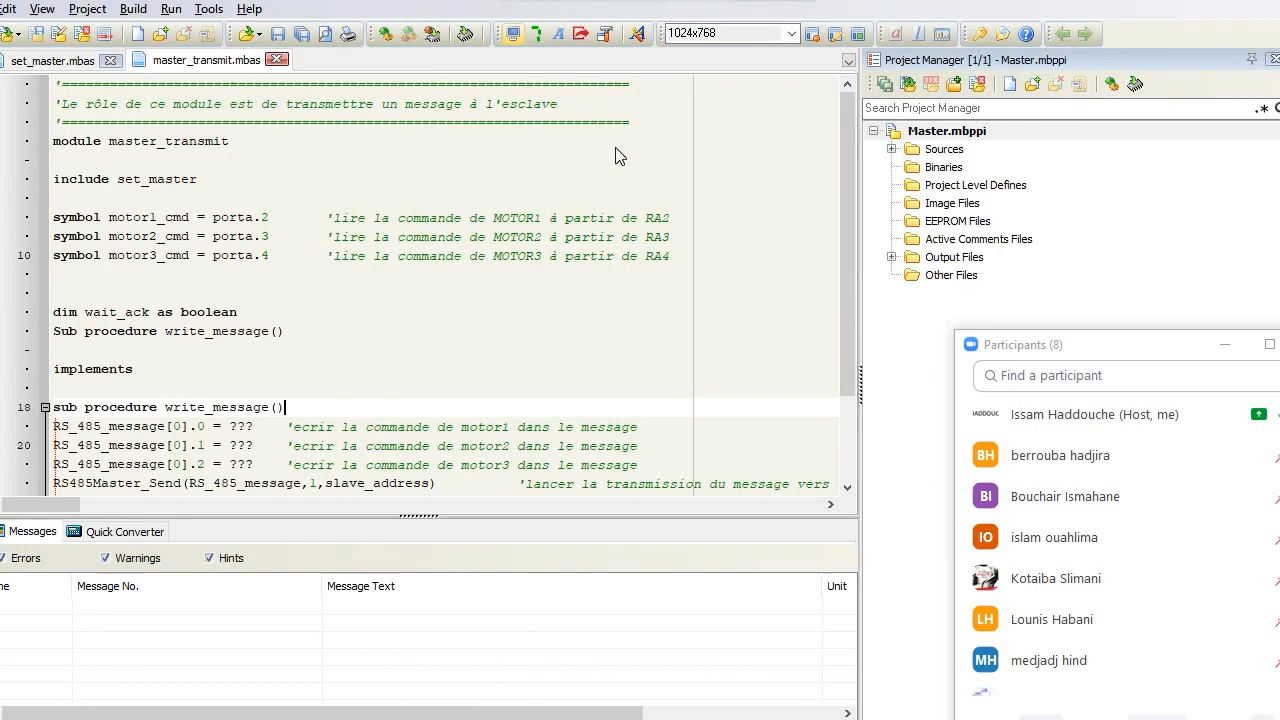 Edit View Project Build Run Tools Help
1024x768
set_master.mbas master_transmit.mbas
'=======================================================================
'Le rôle de ce module est de transmettre un message à l'esclave
'=======================================================================
module master_transmit
include set_master
symbol motor1_cmd = porta.2 'lire la commande de MOTOR1 à partir de RA2
symbol motor2_cmd = porta.3 'lire la commande de MOTOR2 à partir de RA3
10 symbol motor3_cmd = porta.4 'lire la commande de MOTOR3 à partir de RA4
dim wait_ack as boolean
Sub procedure write_message()
implements
18 sub procedure write_message()
RS_485_message[0].0 = ??? 'ecrir la commande de motor1 dans le message
20 RS_485_message[0].1 = ??? 'ecrir la commande de motor2 dans le message
RS_485_message[0].2 = ??? 'ecrir la commande de motor3 dans le message
RS485Master_Send(RS_485_message,1,slave_address) 'lancer la transmission du message vers
Messages Quick Converter
Errors Warnings Hints
Message No. Message Text Unit
Project Manager [1/1] - Master.mbppi
Search Project Manager
Master.mbppi
Sources
Binaries
Project Level Defines
Image Files
EEPROM Files
Active Comments Files
Output Files
Other Files
Participants (8)
Find a participant
IADDOUC Issam Haddouche (Host, me)
BH berrouba hadjira
BI Bouchair Ismahane
IO islam ouahlima
Kotaiba Slimani
LH Lounis Habani
MH medjadj hind